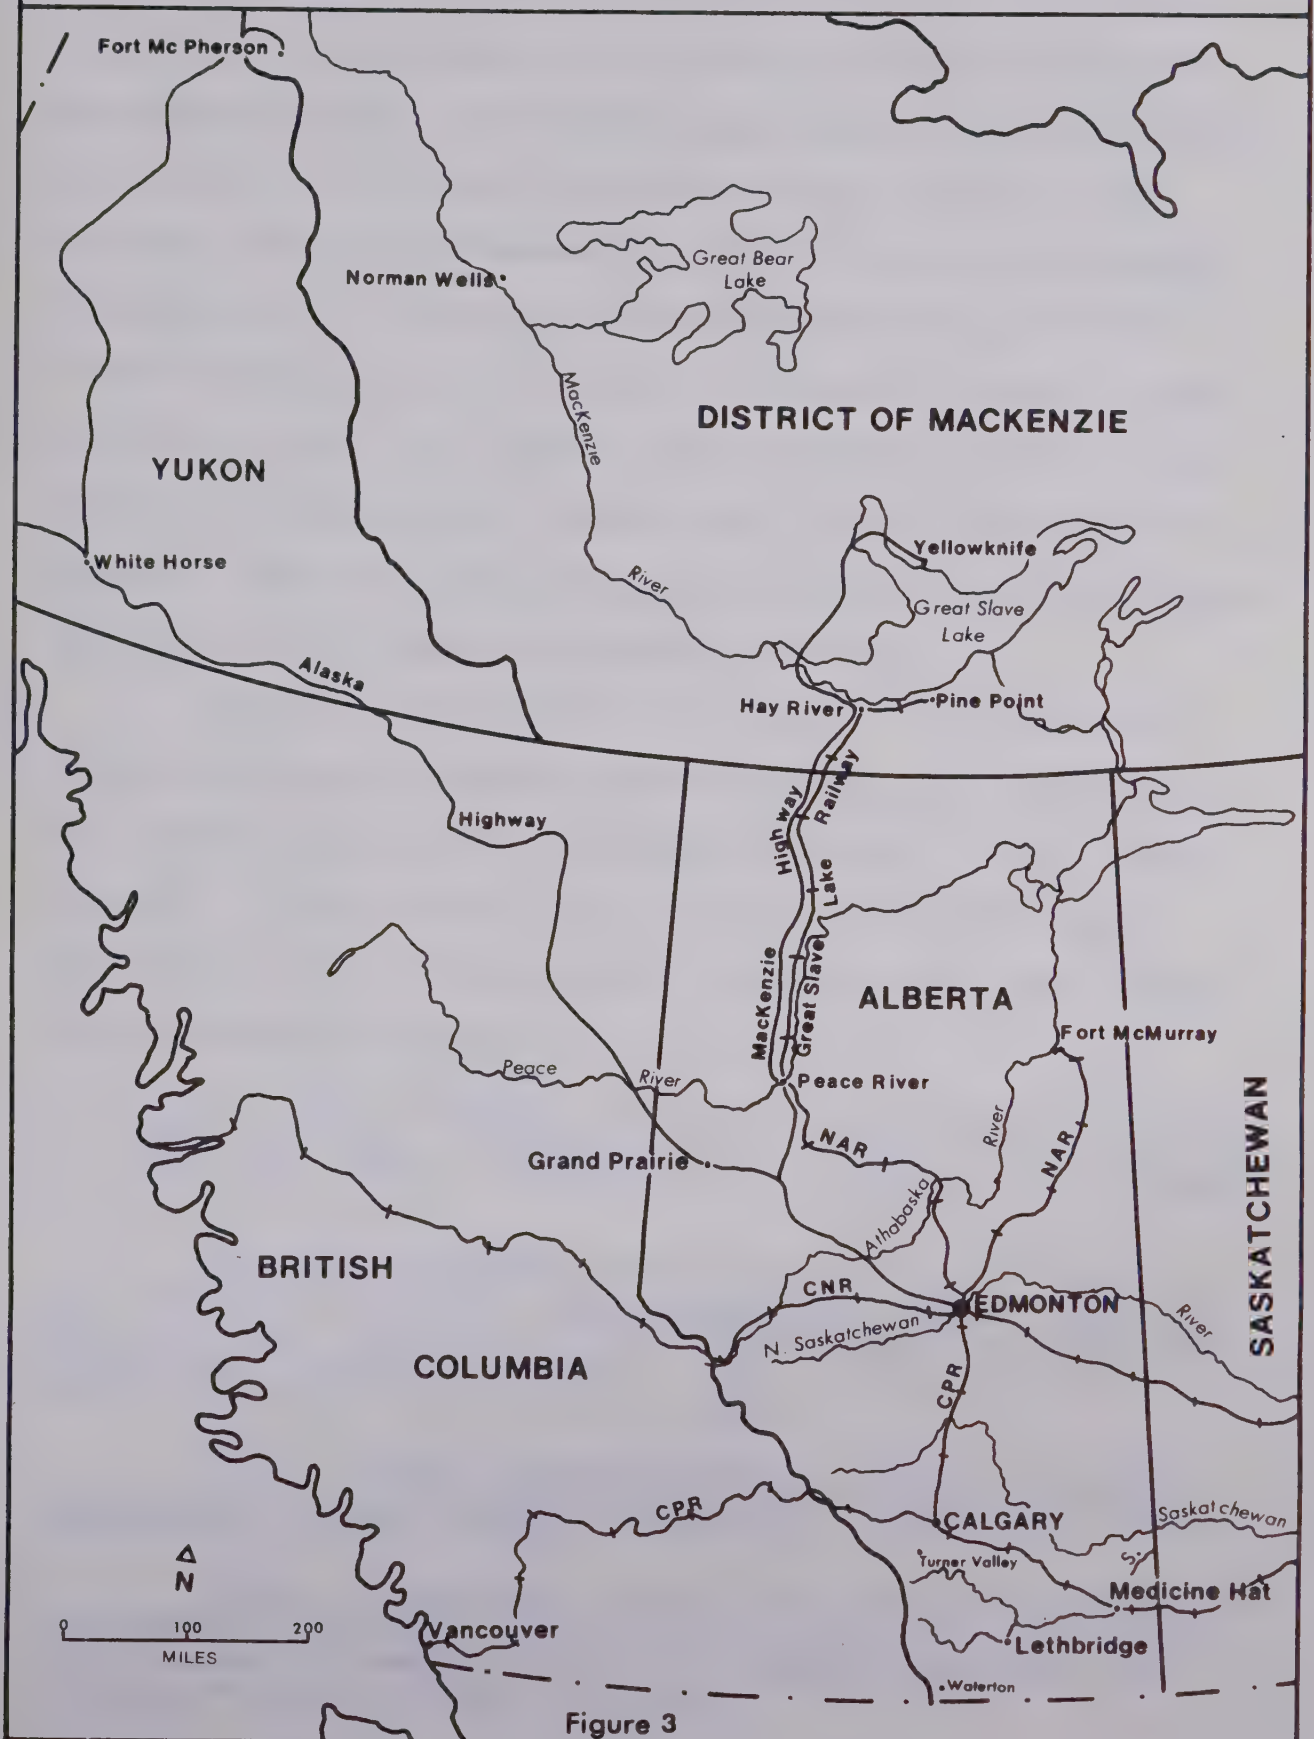 Fort Mc Pherson
Great Bear
Lake
Norman Wells
MacKenzie
DISTRICT OF MACKENZIE
YUKON
Yellowknife
White Horse
River
Great Slave
Lake
Alaska
Hay River
Pine Point
Railway
Highway
Highway
Lake
MacKenzie
Great Slave
ALBERTA
Fort McMurray
Peace
River
Peace River
SASKATCHEWAN
River
NAR
NAR
Grand Prairie
Athabaska
BRITISH
CNR
EDMONTON
N. Saskatchewan
River
COLUMBIA
CPR
CPR
CALGARY
Saskatchewan
S.
Turner Valley
N
Medicine Hat
0 100 200
MILES
Vancouver
Lethbridge
Waterton
Figure 3